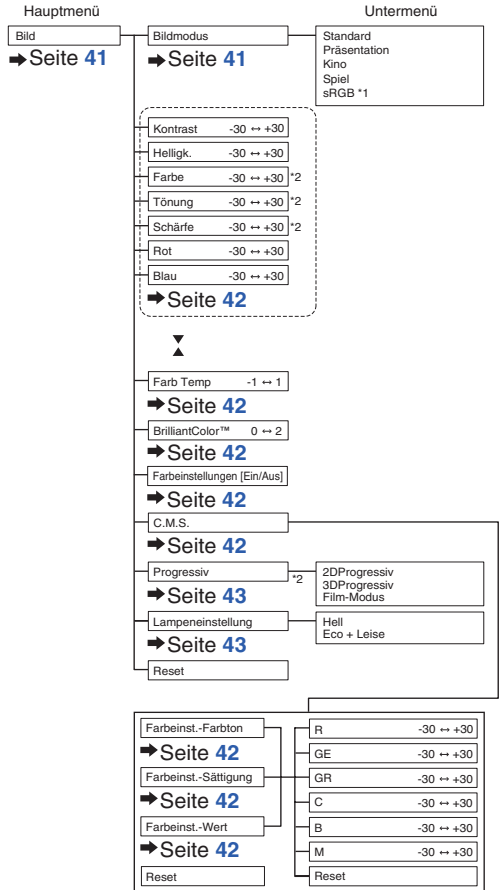 Hauptmenü
Untermenü
Bild
➡Seite 41
Bildmodus
➡Seite 41
Standard
Präsentation
Kino
Spiel
sRGB *1
Kontrast -30 ↔ +30
Helligk. -30 ↔ +30
Farbe -30 ↔ +30 *2
Tönung -30 ↔ +30 *2
Schärfe -30 ↔ +30 *2
Rot -30 ↔ +30
Blau -30 ↔ +30
➡Seite 42
Farb Temp -1 ↔ 1
➡Seite 42
BrilliantColor™ 0 ↔ 2
➡Seite 42
Farbeinstellungen [Ein/Aus]
➡Seite 42
C.M.S.
➡Seite 42
Progressiv *2
➡Seite 43
2DProgressiv
3DProgressiv
Film-Modus
Lampeneinstellung
➡Seite 43
Hell
Eco + Leise
Reset
Farbeinst.-Farbton
➡Seite 42
Farbeinst.-Sättigung
➡Seite 42
Farbeinst.-Wert
➡Seite 42
Reset
R -30 ↔ +30
GE -30 ↔ +30
GR -30 ↔ +30
C -30 ↔ +30
B -30 ↔ +30
M -30 ↔ +30
Reset